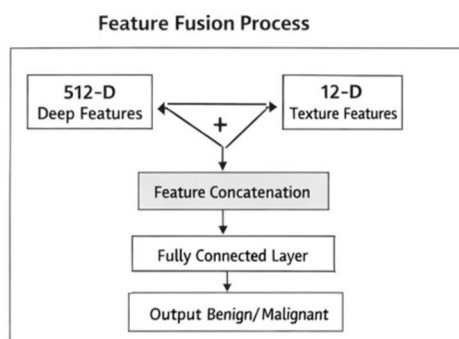 Feature Fusion Process
512-D
Deep Features
12-D
Texture Features
+
Feature Concatenation
Fully Connected Layer
Output Benign/Malignant